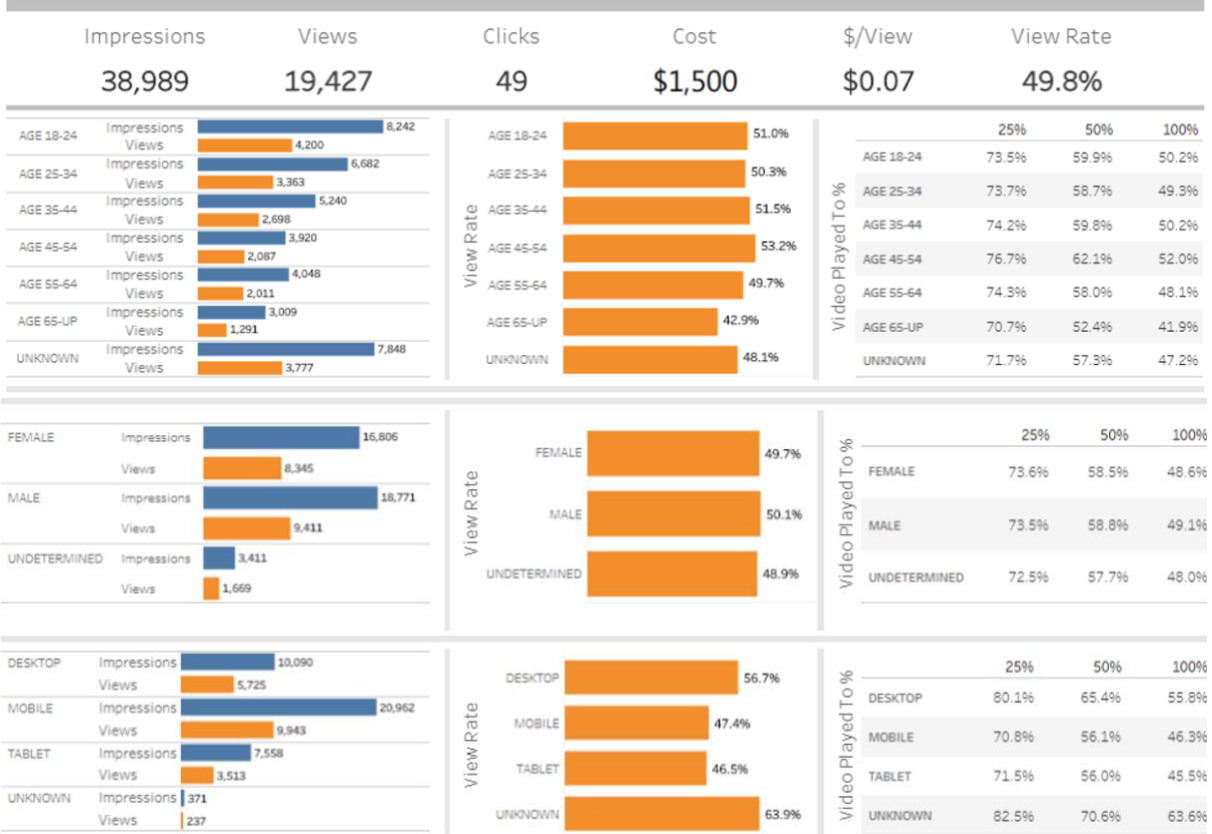 Impressions Views Clicks Cost $/View View Rate
38,989 19,427 49 $1,500 $0.07 49.8%
AGE 18-24 Impressions 8,242
Views 4,200
AGE 25-34 Impressions 6,682
Views 3,363
AGE 35-44 Impressions 5,240
Views 2,698
AGE 45-54 Impressions 3,920
Views 2,087
AGE 55-64 Impressions 4,048
Views 2,011
AGE 65-UP Impressions 3,009
Views 1,291
UNKNOWN Impressions 7,848
Views 3,777
View Rate
AGE 18-24 51.0%
AGE 25-34 50.3%
AGE 35-44 51.5%
AGE 45-54 53.2%
AGE 55-64 49.7%
AGE 65-UP 42.9%
UNKNOWN 48.1%
Video Played To %
25% 50% 100%
AGE 18-24 73.5% 59.9% 50.2%
AGE 25-34 73.7% 58.7% 49.3%
AGE 35-44 74.2% 59.8% 50.2%
AGE 45-54 76.7% 62.1% 52.0%
AGE 55-64 74.3% 58.0% 48.1%
AGE 65-UP 70.7% 52.4% 41.9%
UNKNOWN 71.7% 57.3% 47.2%
FEMALE Impressions 16,806
Views 8,345
MALE Impressions 18,771
Views 9,411
UNDETERMINED Impressions 3,411
Views 1,669
View Rate
FEMALE 49.7%
MALE 50.1%
UNDETERMINED 48.9%
Video Played To %
25% 50% 100%
FEMALE 73.6% 58.5% 48.6%
MALE 73.5% 58.8% 49.1%
UNDETERMINED 72.5% 57.7% 48.0%
DESKTOP Impressions 10,090
Views 5,725
MOBILE Impressions 20,962
Views 9,943
TABLET Impressions 7,558
Views 3,513
UNKNOWN Impressions 371
Views 237
View Rate
DESKTOP 56.7%
MOBILE 47.4%
TABLET 46.5%
UNKNOWN 63.9%
Video Played To %
25% 50% 100%
DESKTOP 80.1% 65.4% 55.8%
MOBILE 70.8% 56.1% 46.3%
TABLET 71.5% 56.0% 45.5%
UNKNOWN 82.5% 70.6% 63.6%